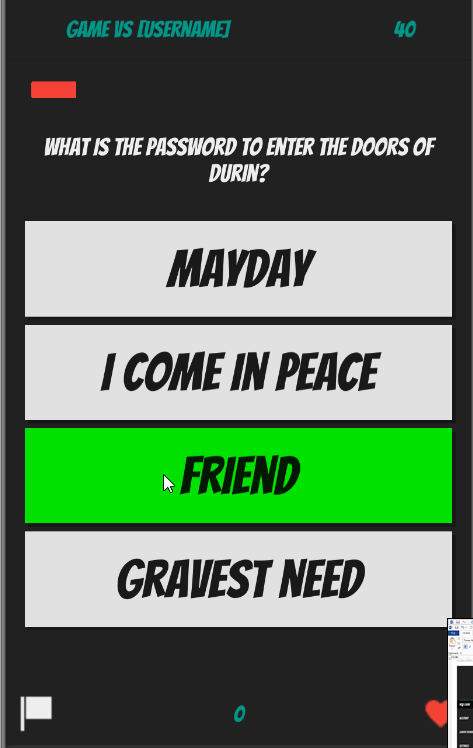 GAME VS [USERNAME]
40
WHAT IS THE PASSWORD TO ENTER THE DOORS OF
DURIN?
MAYDAY
I COME IN PEACE
FRIEND
GRAVEST NEED
0